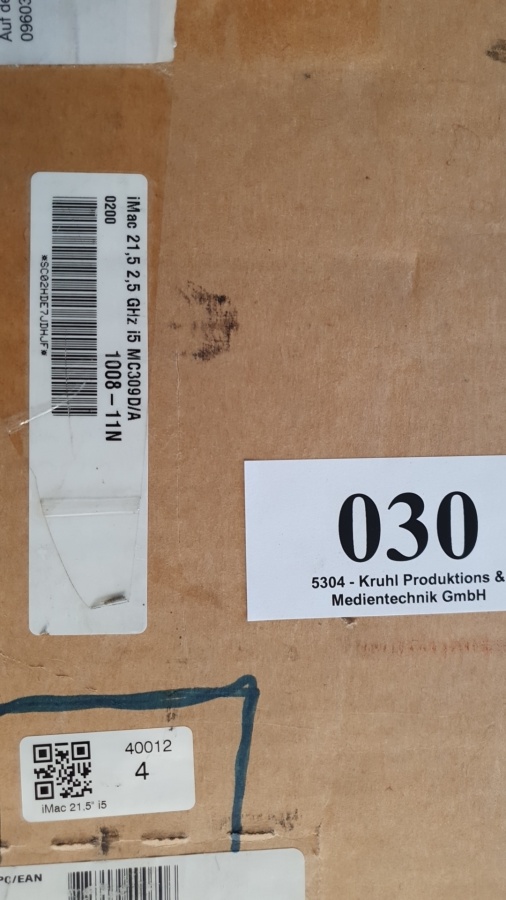 Auf de
09603
iMac 21,5 2,5 GHz i5 MC309D/A
0200
1008-11N
*SC02HDE7JDHJF*
030
5304 - Kruhl Produktions &
Medientechnik GmbH
40012
4
iMac 21.5" i5
PC/EAN